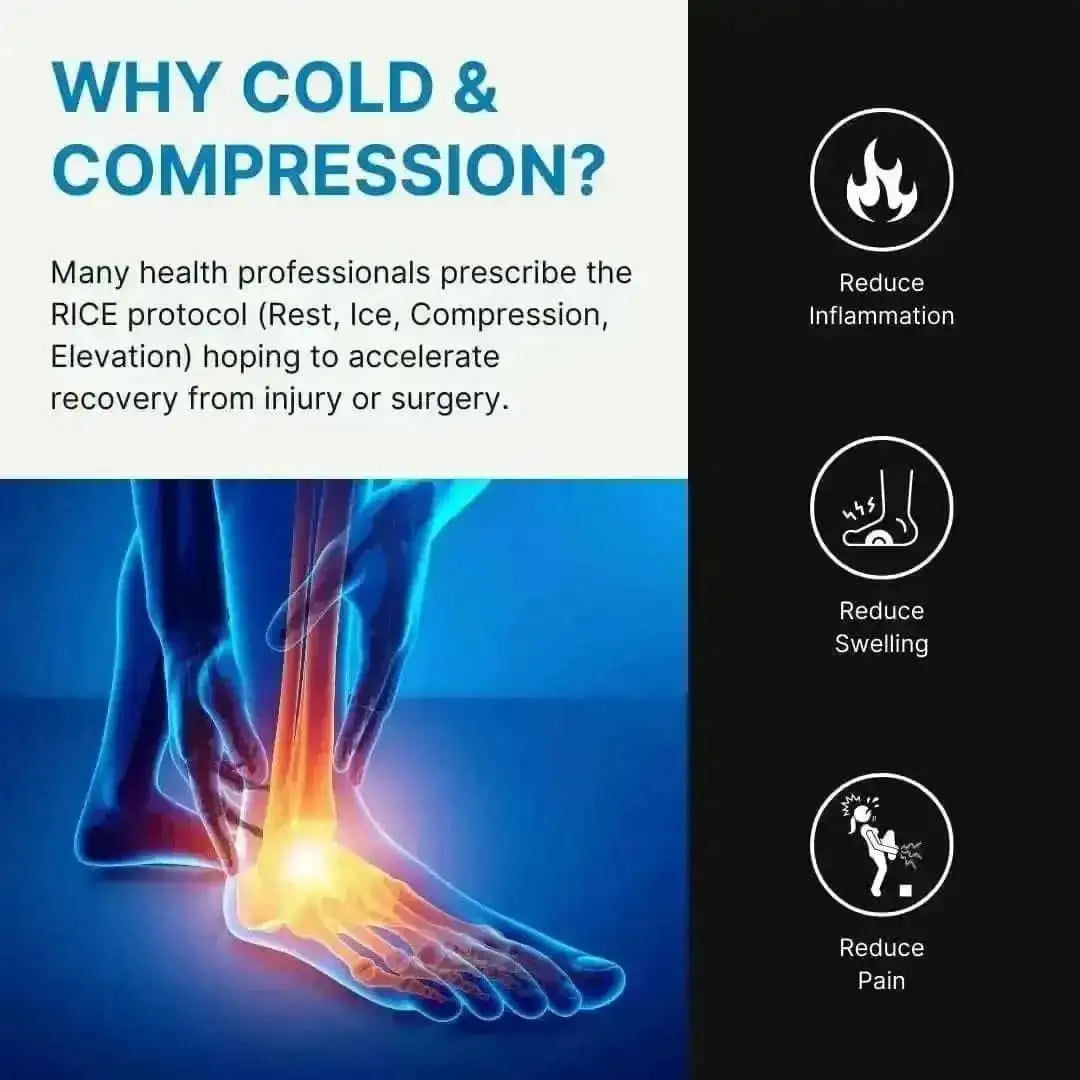 WHY COLD &
COMPRESSION?
Many health professionals prescribe the
RICE protocol (Rest, Ice, Compression,
Elevation) hoping to accelerate
recovery from injury or surgery.
Reduce
Inflammation
Reduce
Swelling
Reduce
Pain